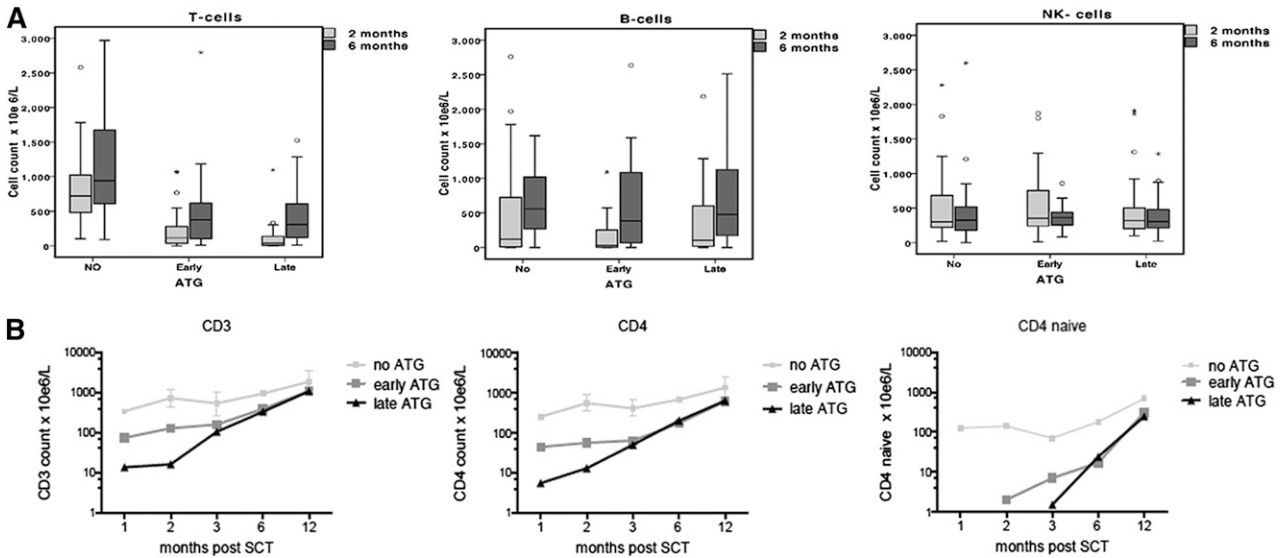 A
T-cells
2 months
6 months
3,000
2,500
2,000
1,500
1,000
500
0
Cell count x 10e 6/L
NO Early Late
ATG
B-cells
2 months
6 months
3,000
2,500
2,000
1,500
1,000
500
0
Cell count x 10e6/L
No Early Late
ATG
NK- cells
2 months
6 months
3,000
2,500
2,000
1,500
1,000
500
0
Cell count x 10e6/L
No Early Late
ATG
B
CD3
10000
1000
100
10
1
CD3 count x 10e6/L
no ATG
early ATG
late ATG
1 2 3 6 12
months post SCT
CD4
10000
1000
100
10
1
CD4 count x 10e6/L
no ATG
early ATG
late ATG
1 2 3 6 12
months post SCT
CD4 naive
10000
1000
100
10
1
CD4 naive x 10e6/L
no ATG
early ATG
late ATG
1 2 3 6 12
months post SCT